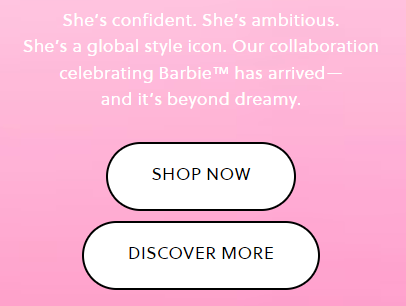 She’s confident. She’s ambitious.
She’s a global style icon. Our collaboration
celebrating Barbie™ has arrived—
and it’s beyond dreamy.
SHOP NOW
DISCOVER MORE